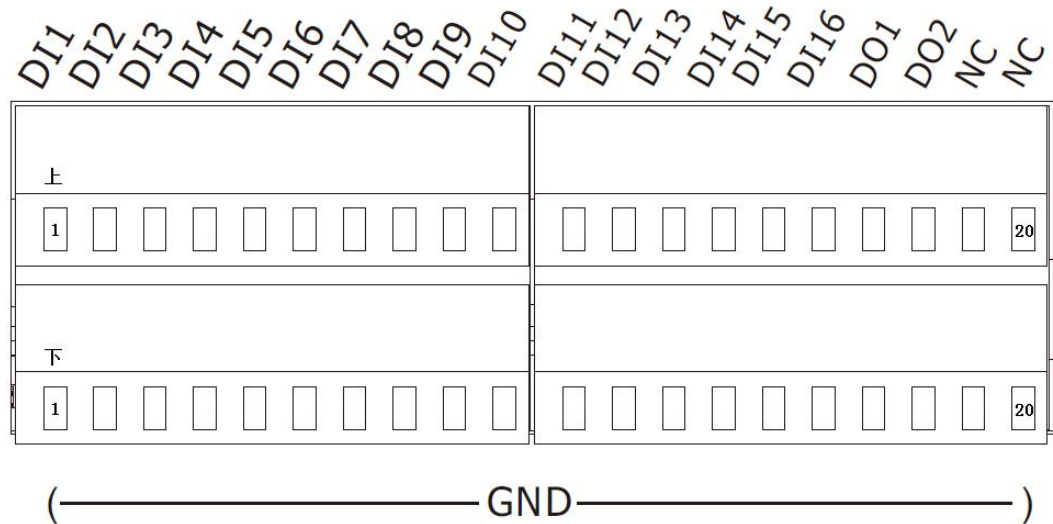 DI1 DI2 DI3 DI4 DI5 DI6 DI7 DI8 DI9 DI10 DI11 DI12 DI13 DI14 DI15 DI16 DO1 DO2 NC NC
上
1 20
下
1 20
(GND)